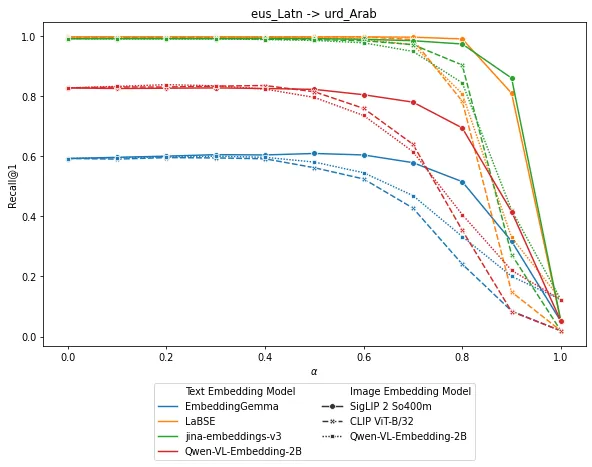 eus_Latn -> urd_Arab
Recall@1
1.0
0.8
0.6
0.4
0.2
0.0
0.0 0.2 0.4 0.6 0.8 1.0
α
Text Embedding Model
EmbeddingGemma
LaBSE
jina-embeddings-v3
Qwen-VL-Embedding-2B
Image Embedding Model
SigLIP 2 So400m
CLIP ViT-B/32
Qwen-VL-Embedding-2B